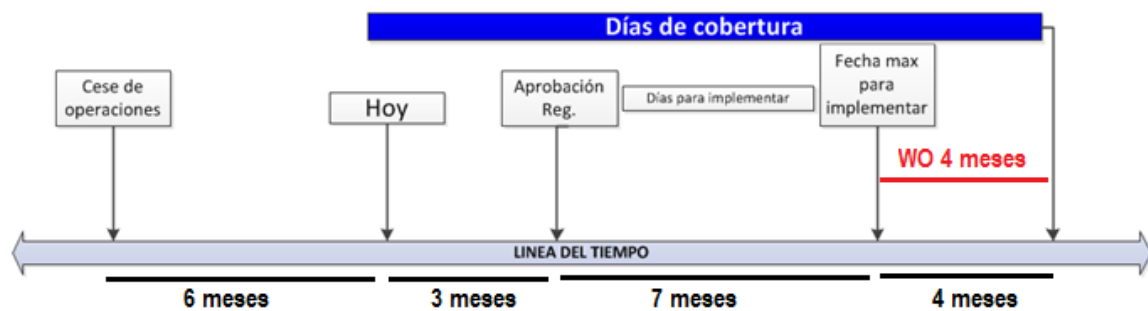 Días de cobertura
Cese de
operaciones
Hoy
Aprobación
Reg.
Días para implementar
Fecha max
para
implementar
WO 4 meses
LINEA DEL TIEMPO
6 meses
3 meses
7 meses
4 meses